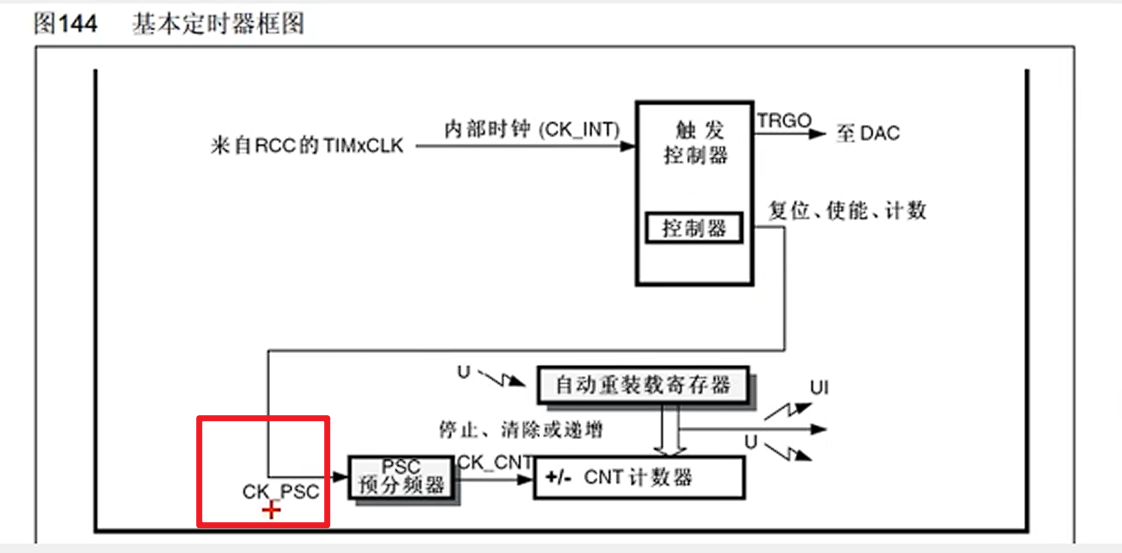 图144 基本定时器框图
来自RCC的TIMxCLK
内部时钟 (CK_INT)
触 发
控制器
TRGO
至DAC
控制器
复位、使能、计数
U
自动重装载寄存器
UI
停止、清除或递增
U
CK_PSC
PSC
预分频器
CK_CNT
+/- CNT 计数器